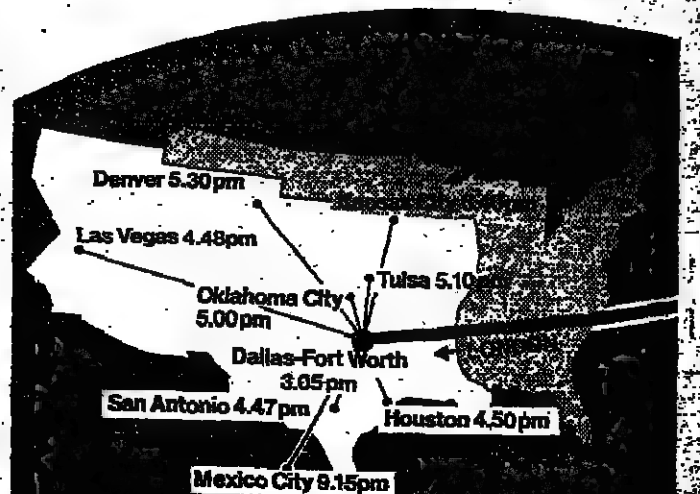 Denver 5.30pm
Las Vegas 4.48pm
Tulsa 5.10pm
Oklahoma City
5.00pm
Dallas-Fort Worth
3.05pm
San Antonio 4.47pm
Houston 4.50pm
Mexico City 9.15pm